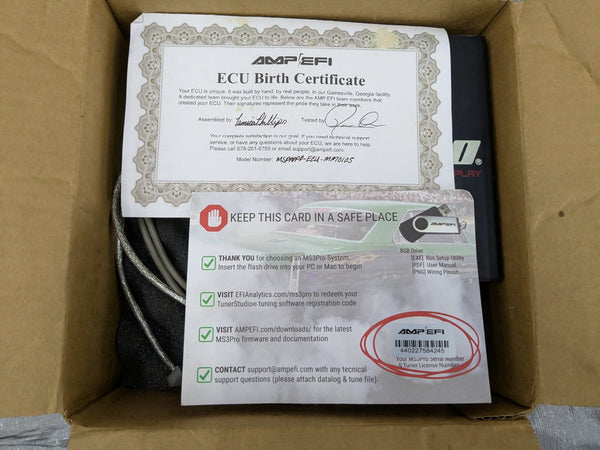 AMP EFI
ECU Birth Certificate
Your ECU is unique. It was built by hand, by real people, in our Gainesville, Georgia facility.
A dedicated team brought your ECU to life. Below are the AMP EFI team members that
created your ECU. Their signatures represent the pride they take in their work.
Assembled by: Tested by:
Your complete satisfaction is our goal. If you need technical support,
service, or have any questions about your ECU, we are here to help.
Please call 678-261-8789 or email support@ampefi.com.
Model Number:
PLAY
KEEP THIS CARD IN A SAFE PLACE
AMP EFI
8GB Drive:
[EXE] Run Setup Utility
[PDF] User Manual
[PNG] Wiring Pinout
THANK YOU for choosing an MS3Pro System.
Insert the flash drive into your PC or Mac to begin
VISIT EFIAnalytics.com/ms3pro to redeem your
TunerStudio tuning software registration code
VISIT AMPEFI.com/downloads/ for the latest
MS3Pro firmware and documentation
CONTACT support@ampefi.com with any tecnical
support questions (please attach datalog & tune file)
AMP EFI
440227584245
Your MS3Pro Serial Number
& Tuner License Number